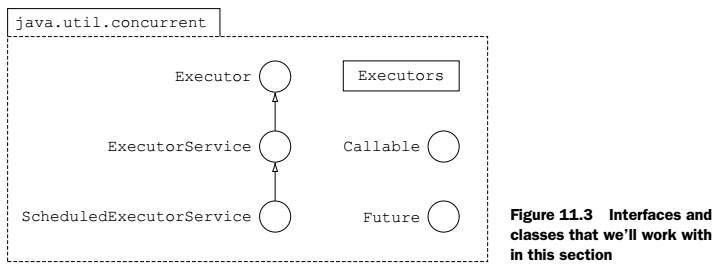 java.util.concurrent
Executor
Executors
ExecutorService
Callable
ScheduledExecutorService
Future
Figure 11.3 Interfaces and
classes that we'll work with
in this section